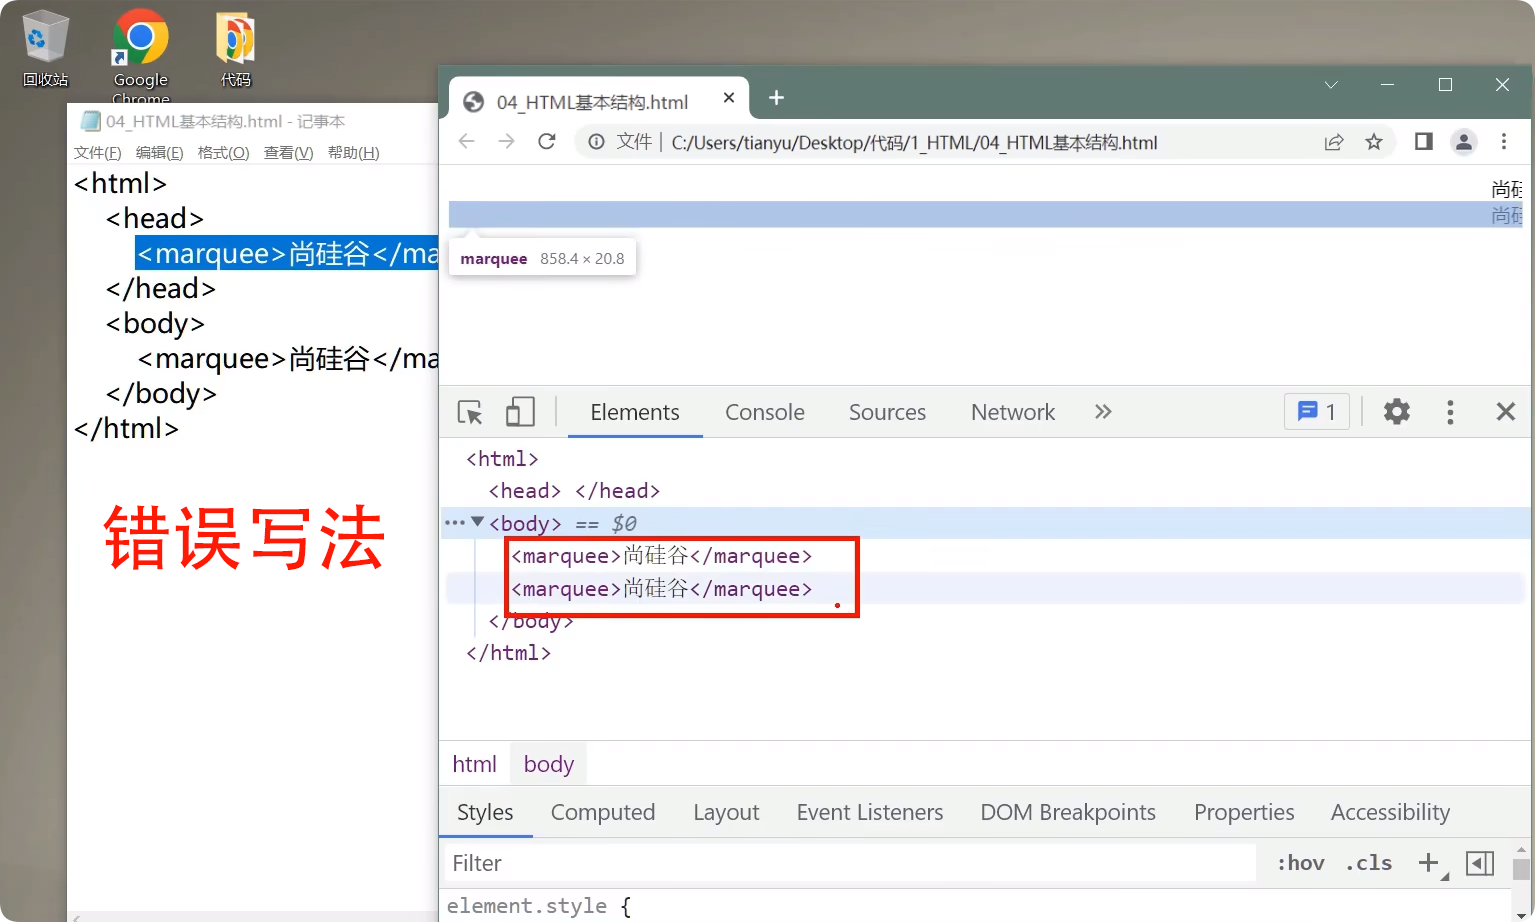 回收站
Google
Chrome
代码
04_HTML基本结构.html - 记事本
文件(F) 编辑(E) 格式(O) 查看(V) 帮助(H)
<html>
<head>
<marquee>尚硅谷</ma
</head>
<body>
<marquee>尚硅谷</ma
</body>
</html>
错误写法
04_HTML基本结构.html
文件 | C:/Users/tianyu/Desktop/代码/1_HTML/04_HTML基本结构.html
尚硅
尚硅
marquee 858.4 × 20.8
Elements Console Sources Network 1
<html>
<head> </head>
<body> == $0
<marquee>尚硅谷</marquee>
<marquee>尚硅谷</marquee>
</body>
</html>
html body
Styles Computed Layout Event Listeners DOM Breakpoints Properties Accessibility
Filter :hov .cls
element.style {